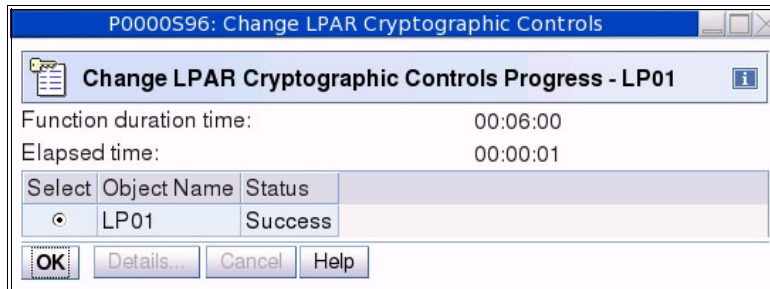 P0000S96: Change LPAR Cryptographic Controls
Change LPAR Cryptographic Controls Progress - LP01
Function duration time: 00:06:00
Elapsed time: 00:00:01
Select Object Name Status
LP01 Success
OK Details... Cancel Help